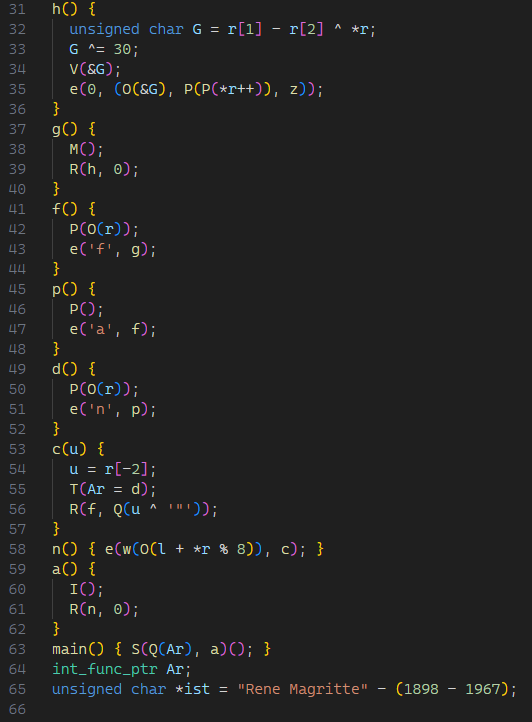 31 h() {
32 unsigned char G = r[1] - r[2] ^ *r;
33 G ^= 30;
34 V(&G);
35 e(0, (O(&G), P(P(*r++)), z));
36 }
37 g() {
38 M();
39 R(h, 0);
40 }
41 f() {
42 P(O(r));
43 e('f', g);
44 }
45 p() {
46 P();
47 e('a', f);
48 }
49 d() {
50 P(O(r));
51 e('n', p);
52 }
53 c(u) {
54 u = r[-2];
55 T(Ar = d);
56 R(f, Q(u ^ '"'));
57 }
58 n() { e(w(O(l + *r % 8)), c); }
59 a() {
60 I();
61 R(n, 0);
62 }
63 main() { S(Q(Ar), a)(); }
64 int_func_ptr Ar;
65 unsigned char *ist = "Rene Magritte" - (1898 - 1967);
66